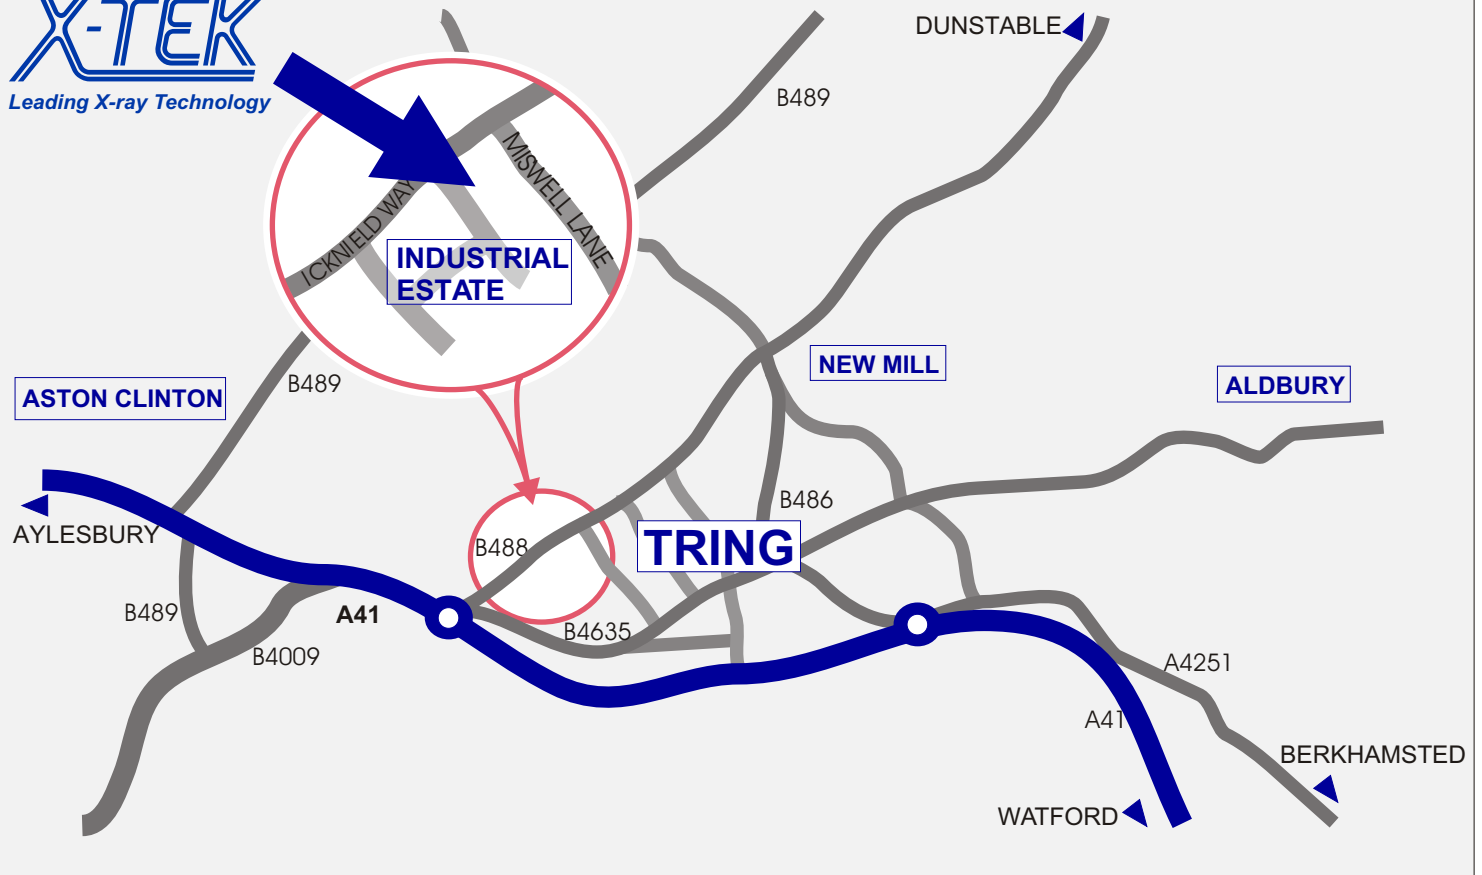 X-TEK
Leading X-ray Technology
DUNSTABLE
B489
MISWELL LANE
ICKNIELD WAY
INDUSTRIAL
ESTATE
NEW MILL
B489
ASTON CLINTON
ALDBURY
B486
AYLESBURY
B488
TRING
B489
A41
B4635
B4009
A4251
A41
BERKHAMSTED
WATFORD